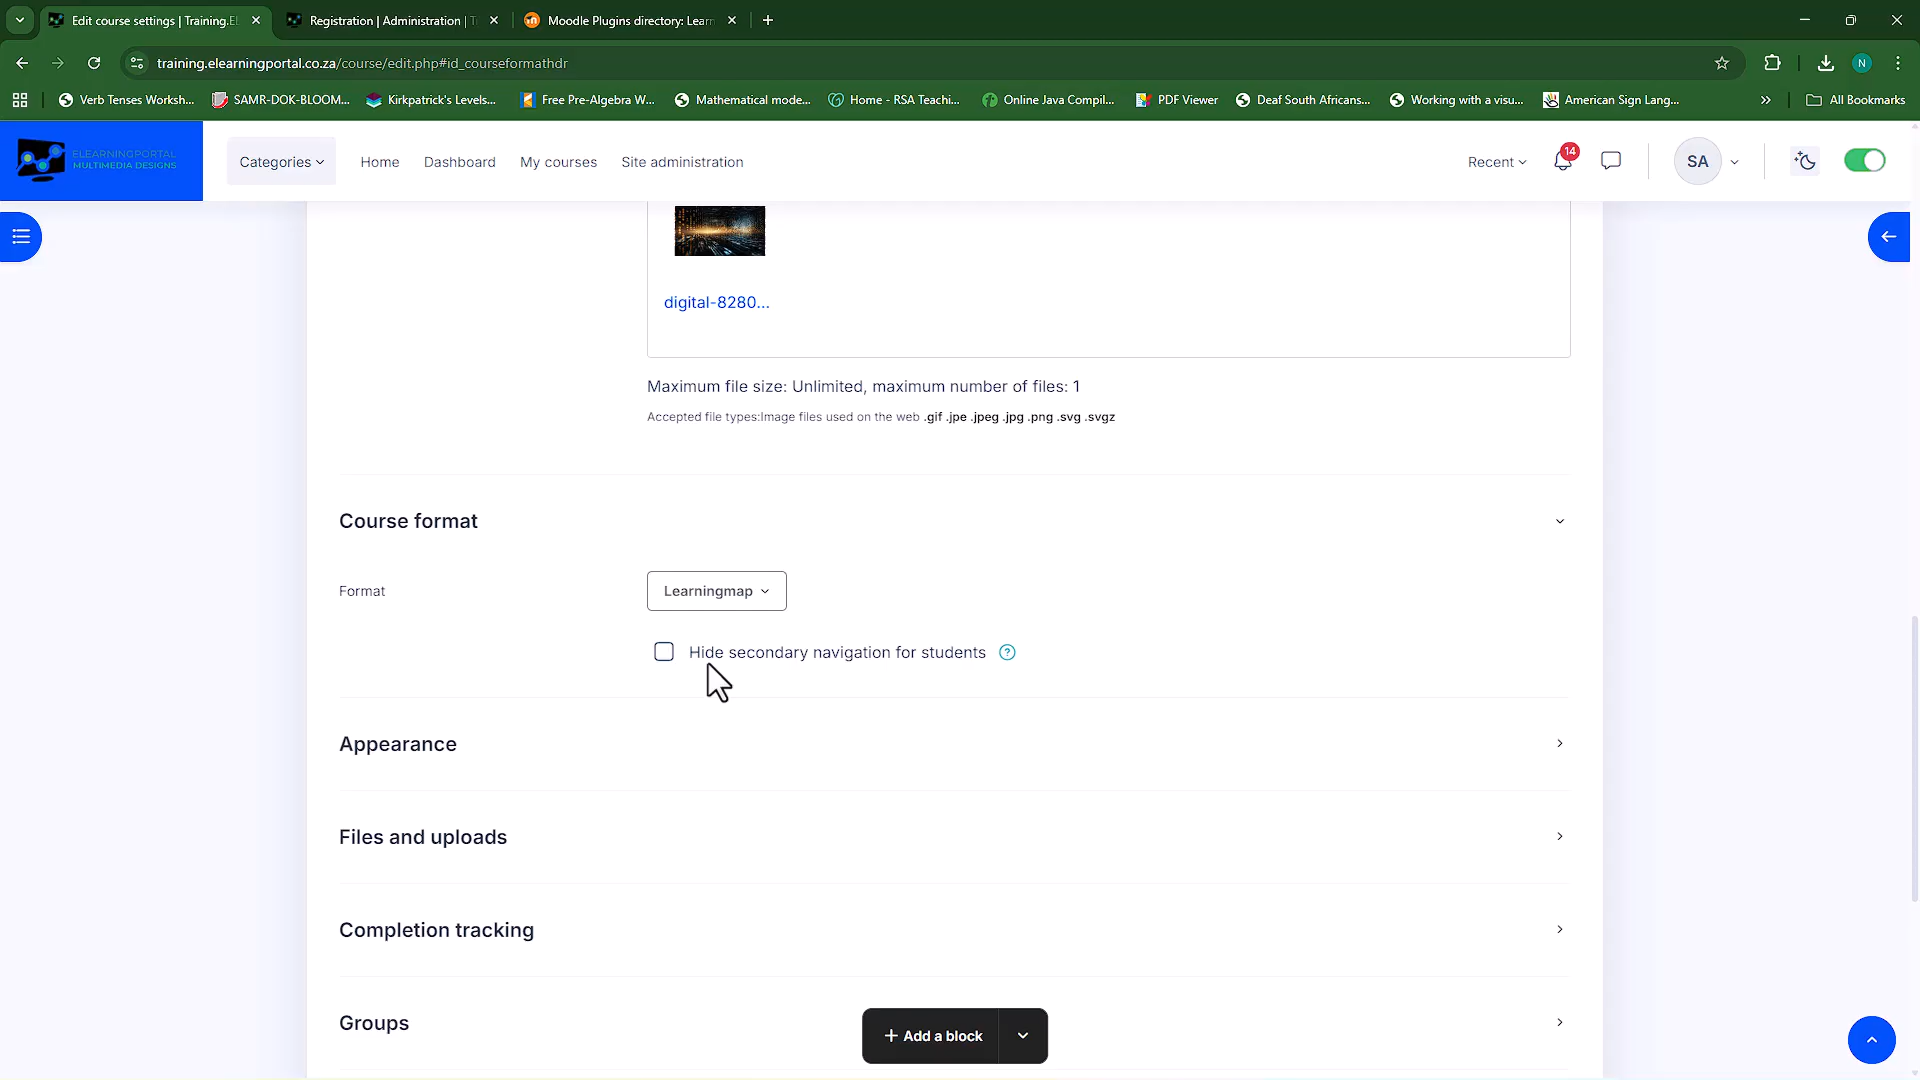 Edit course settings | Training.E
Registration | Administration | T
Moodle Plugins directory: Learn
training.elearningportal.co.za/course/edit.php#id_courseformathdr
N
Verb Tenses Worksh...
SAMR-DOK-BLOOM...
Kirkpatrick's Levels...
Free Pre-Algebra W...
Mathematical mode...
Home - RSA Teachi...
Online Java Compil...
PDF Viewer
Deaf South Africans...
Working with a visu...
American Sign Lang...
All Bookmarks
ELEARNINGPORTAL
MULTIMEDIA DESIGNS
Categories
Home
Dashboard
My courses
Site administration
Recent
14
SA
digital-8280...
Maximum file size: Unlimited, maximum number of files: 1
Accepted file types:Image files used on the web .gif .jpe .jpeg .jpg .png .svg .svgz
Course format
Format
Learningmap
Hide secondary navigation for students
Appearance
Files and uploads
Completion tracking
Groups
+ Add a block